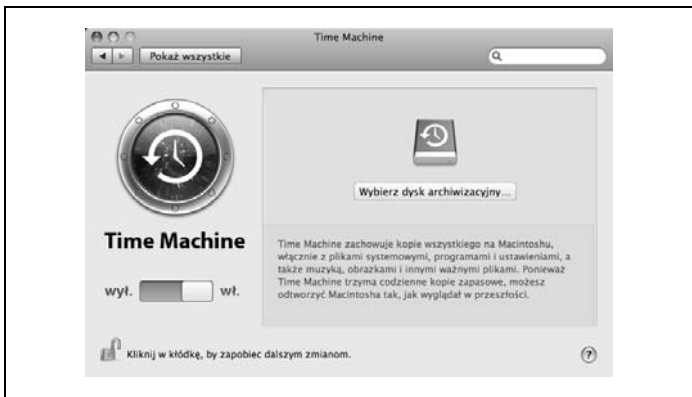 Time Machine
Pokaż wszystkie
Wybierz dysk archiwizacyjny...
Time Machine
wył. wł.
Time Machine zachowuje kopie wszystkiego na Macintoshu,
włącznie z plikami systemowymi, programami i ustawieniami, a
także muzyką, obrazkami i innymi ważnymi plikami. Ponieważ
Time Machine trzyma codzienne kopie zapasowe, możesz
odtworzyć Macintosha tak, jak wyglądał w przeszłości.
Kliknij w kłódkę, by zapobiec dalszym zmianom.
?